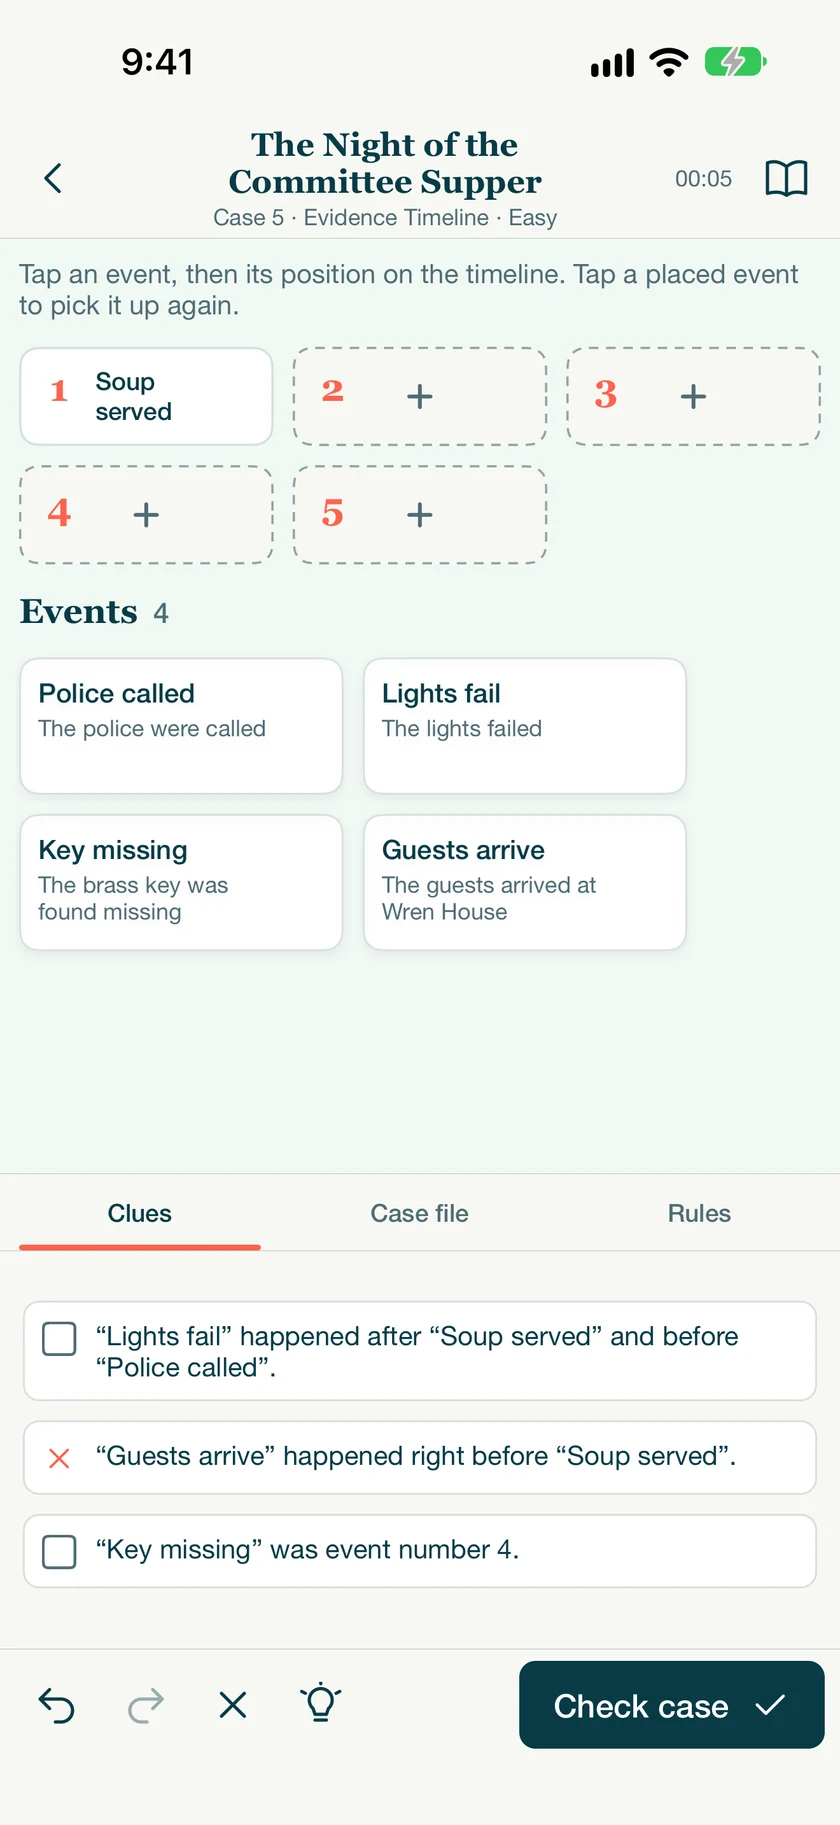 9:41
The Night of the
Committee Supper
Case 5 · Evidence Timeline · Easy
00:05
Tap an event, then its position on the timeline. Tap a placed event
to pick it up again.
1 Soup
served
2 +
3 +
4 +
5 +
Events 4
Police called
The police were called
Lights fail
The lights failed
Key missing
The brass key was
found missing
Guests arrive
The guests arrived at
Wren House
Clues
Case file
Rules
“Lights fail” happened after “Soup served” and before
“Police called”.
“Guests arrive” happened right before “Soup served”.
“Key missing” was event number 4.
Check case